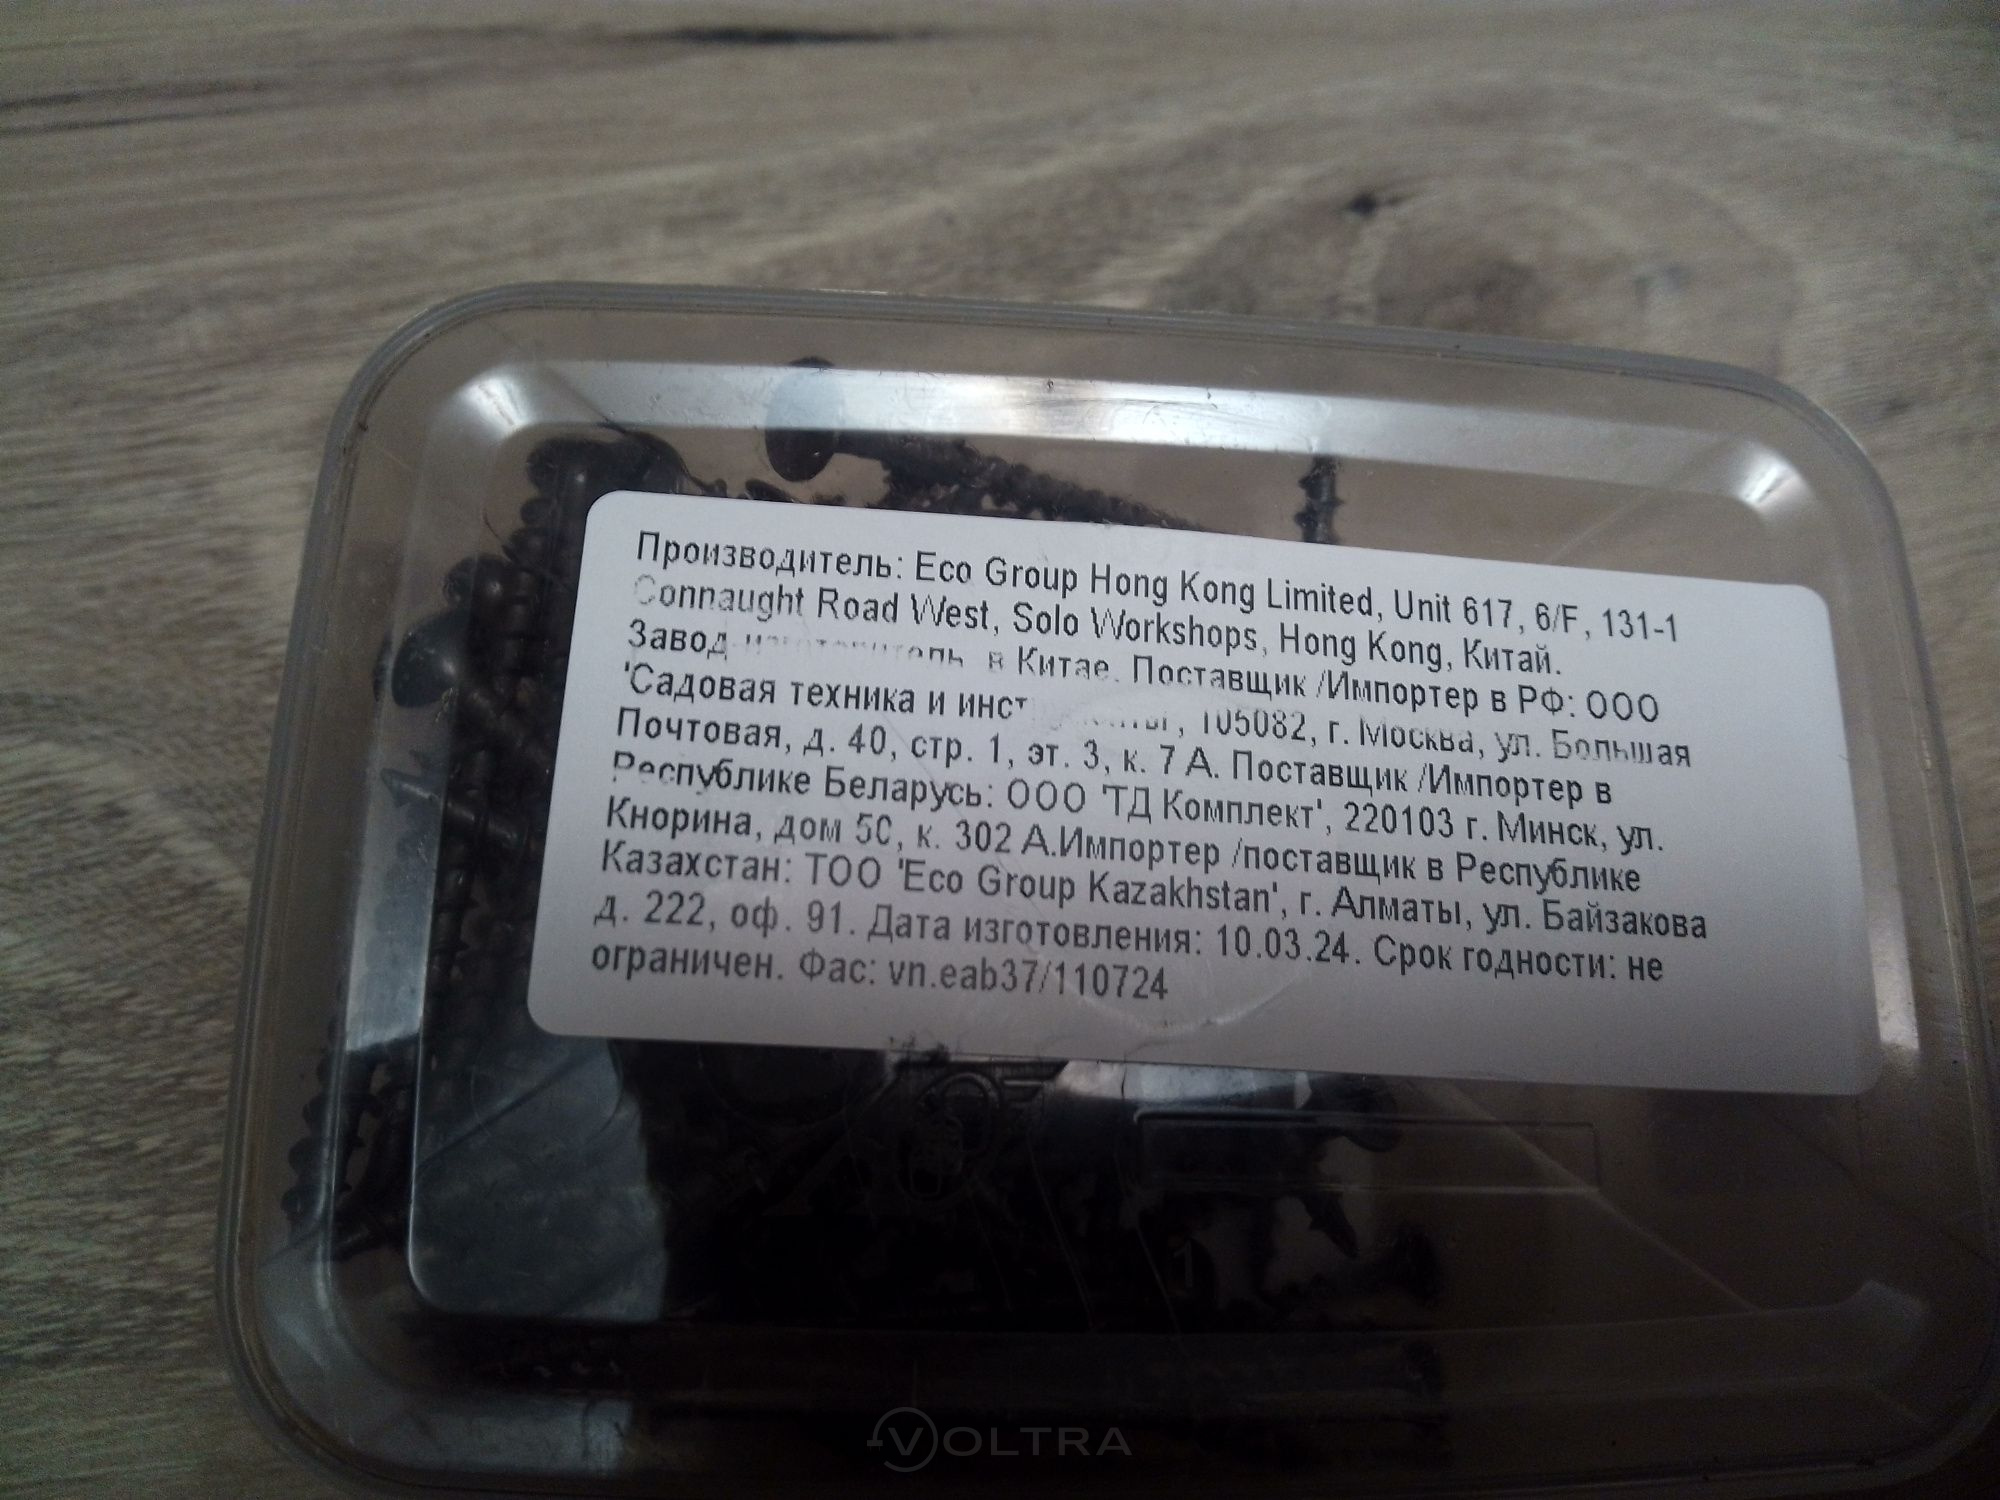 Производитель: Eco Group Hong Kong Limited, Unit 617, 6/F, 131-1
Connaught Road West, Solo Workshops, Hong Kong, Китай.
Завод-изготовитель в Китае. Поставщик /Импортер в РФ: ООО
'Садовая техника и инструменты', 105082, г. Москва, ул. Большая
Почтовая, д. 40, стр. 1, эт. 3, к. 7 А. Поставщик /Импортер в
Республике Беларусь: ООО 'ТД Комплект', 220103 г. Минск, ул.
Кнорина, дом 50, к. 302 А.Импортер /поставщик в Республике
Казахстан: ТОО 'Eco Group Kazakhstan', г. Алматы, ул. Байзакова
д. 222, оф. 91. Дата изготовления: 10.03.24. Срок годности: не
ограничен. Фас: vn.eab37/110724
1
VOLTRA